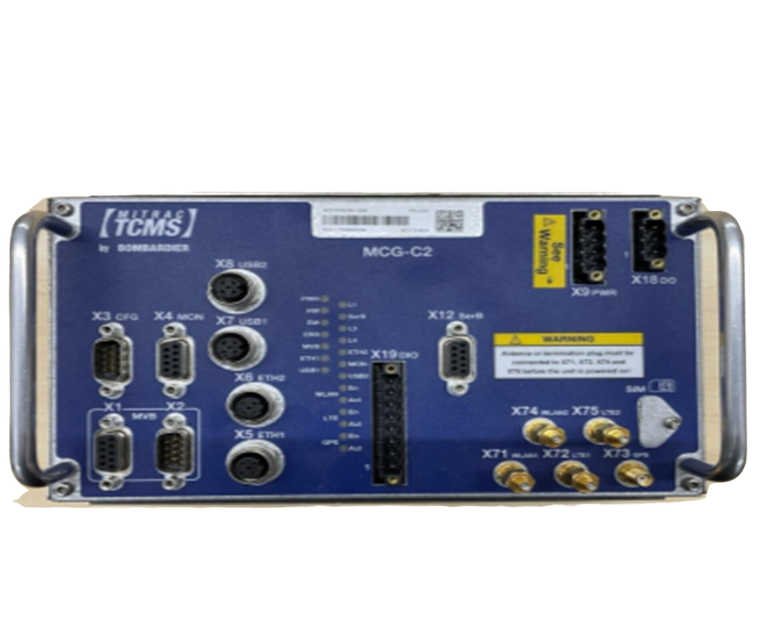 MITRAC
TCMS
by BOMBARDIER
MCG-C2
See
Warning
X9 PWR
X18 DO
X8 USB2
X3 CFG
X4 MON
X7 USB1
X12 SerB
X19 DIO
WARNING
Antenna or termination plug must be
connected to X71, X72, X74 and
X75 before the unit is powered on!
X6 ETH2
SIM
X1
MVB
X2
X5 ETH1
X74 WLAN2
X75 LTE2
X71 WLAN1
X72 LTE1
X73 GPS
PWR
L1
SerB
L3
L4
MVB
ETH2
ETH1
MON
USB1
USB2
WLAN
En
Act
LTE
En
Act
GPS
En
Act
1
1